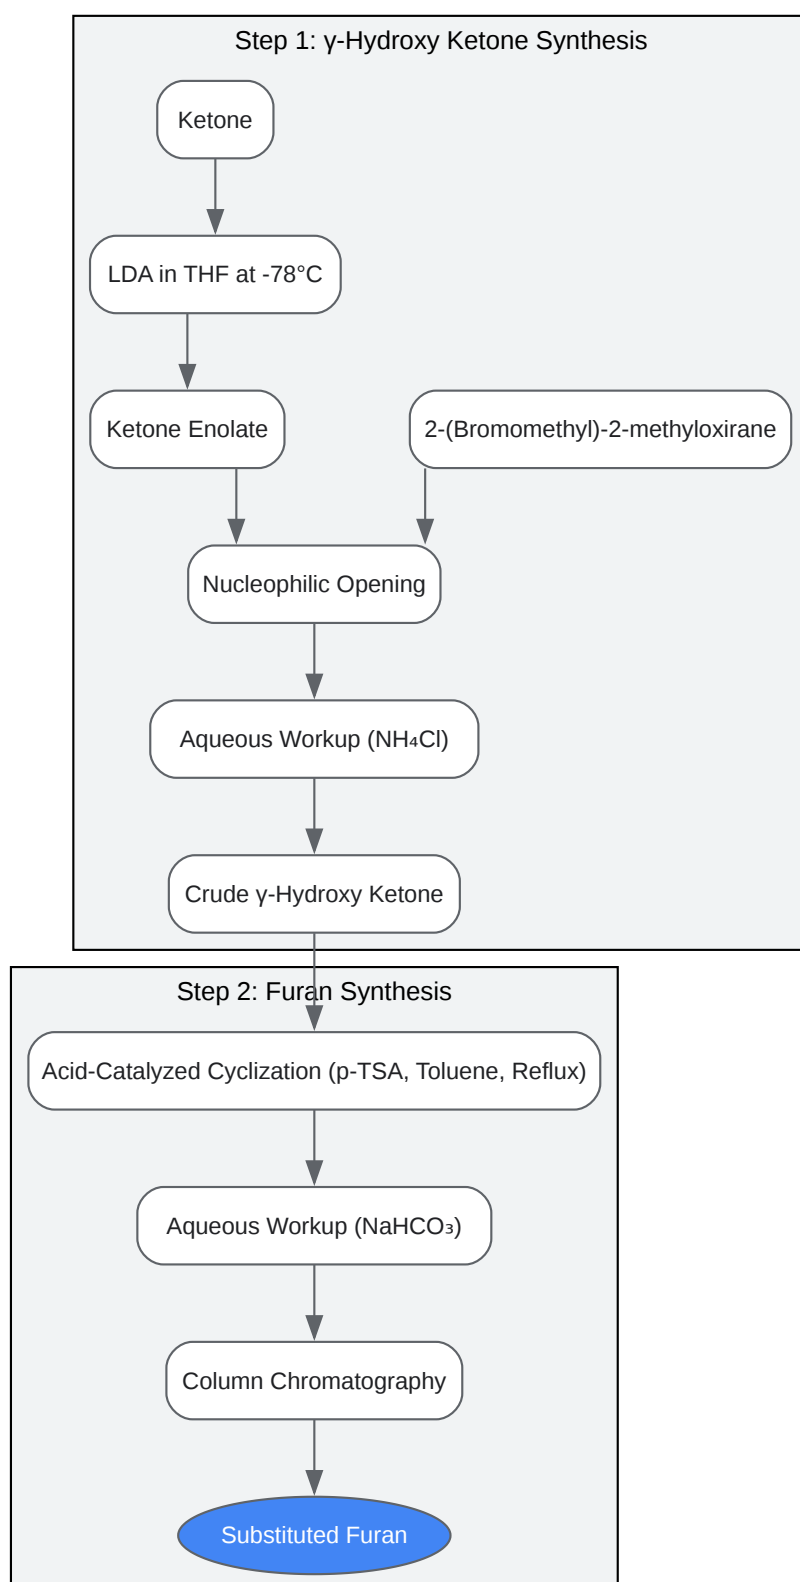 Step 1: γ-Hydroxy Ketone Synthesis
Ketone
LDA in THF at -78°C
Ketone Enolate
2-(Bromomethyl)-2-methyloxirane
Nucleophilic Opening
Aqueous Workup (NH₄Cl)
Crude γ-Hydroxy Ketone
Step 2: Furan Synthesis
Acid-Catalyzed Cyclization (p-TSA, Toluene, Reflux)
Aqueous Workup (NaHCO₃)
Column Chromatography
Substituted Furan